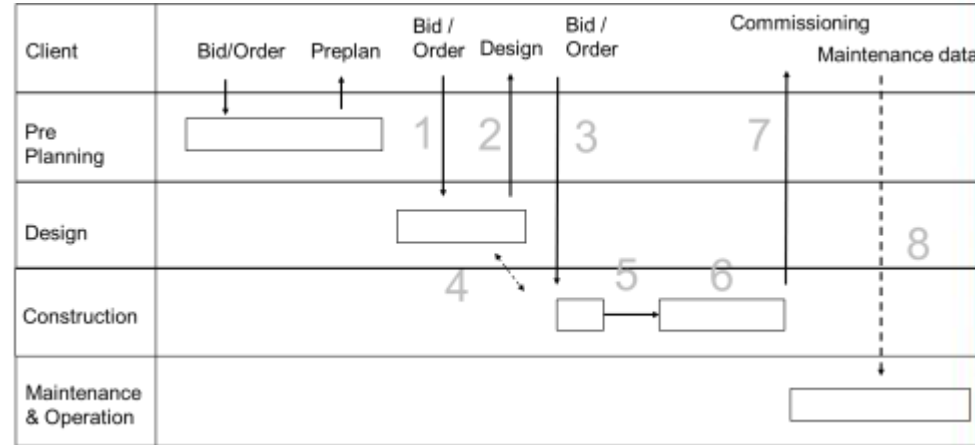 Client
Bid/Order
Preplan
Bid /
Order
Design
Bid /
Order
Commissioning
Maintenance data
Pre
Planning
1
2
3
7
Design
8
4
5
6
Construction
Maintenance
& Operation